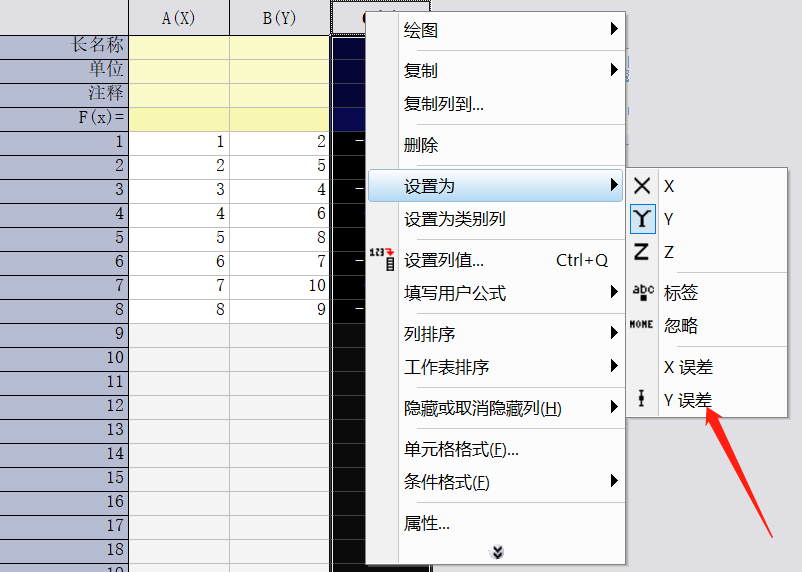 A(X) B(Y)
长名称
单位
注释
F(x)=
1 1 2
2 2 5
3 3 4
4 4 6
5 5 8
6 6 7
7 7 10
8 8 9
9
10
11
12
13
14
15
16
17
18
绘图
复制
复制列到...
删除
设置为
设置为类别列
设置列值... Ctrl+Q
填写用户公式
列排序
工作表排序
隐藏或取消隐藏列(H)
单元格格式(F)...
条件格式(F)
属性...
X
Y
Z
abc 标签
NONE 忽略
X 误差
Y 误差